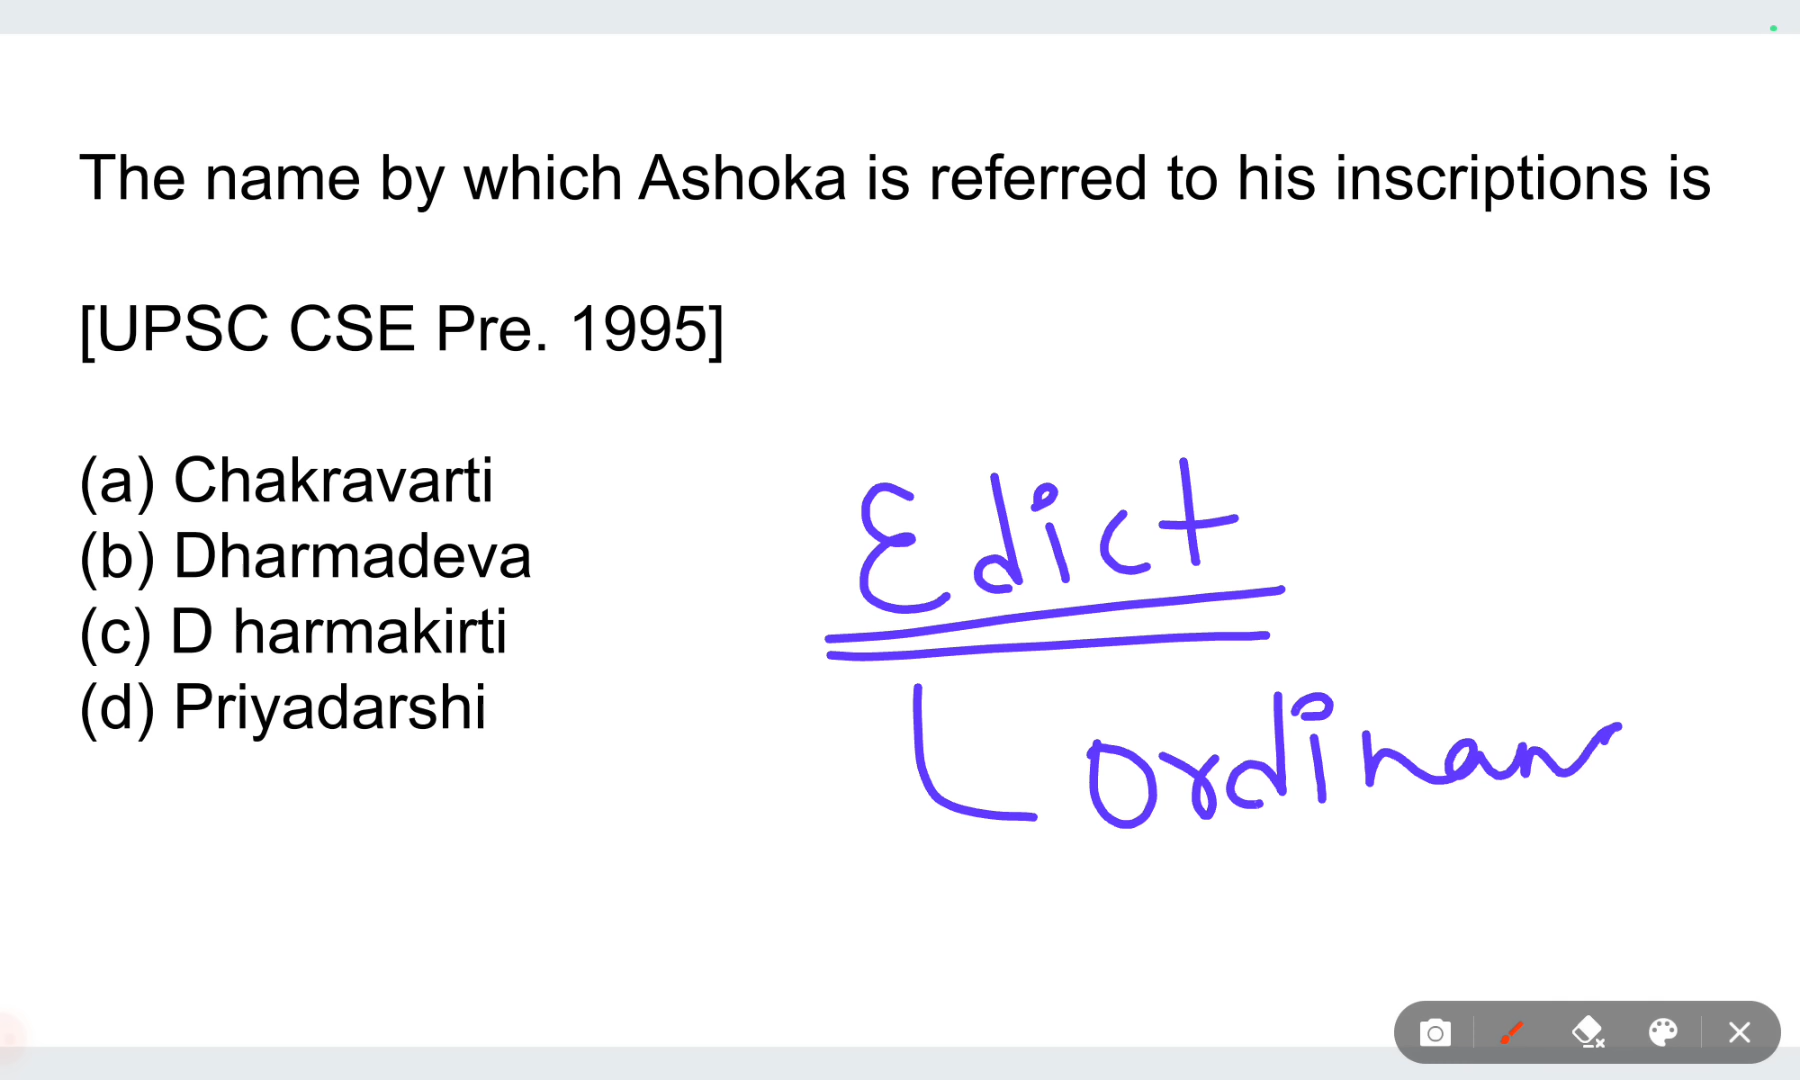 The name by which Ashoka is referred to his inscriptions is
[UPSC CSE Pre. 1995]
(a) Chakravarti
(b) Dharmadeva
(c) D harmakirti
(d) Priyadarshi
Edict